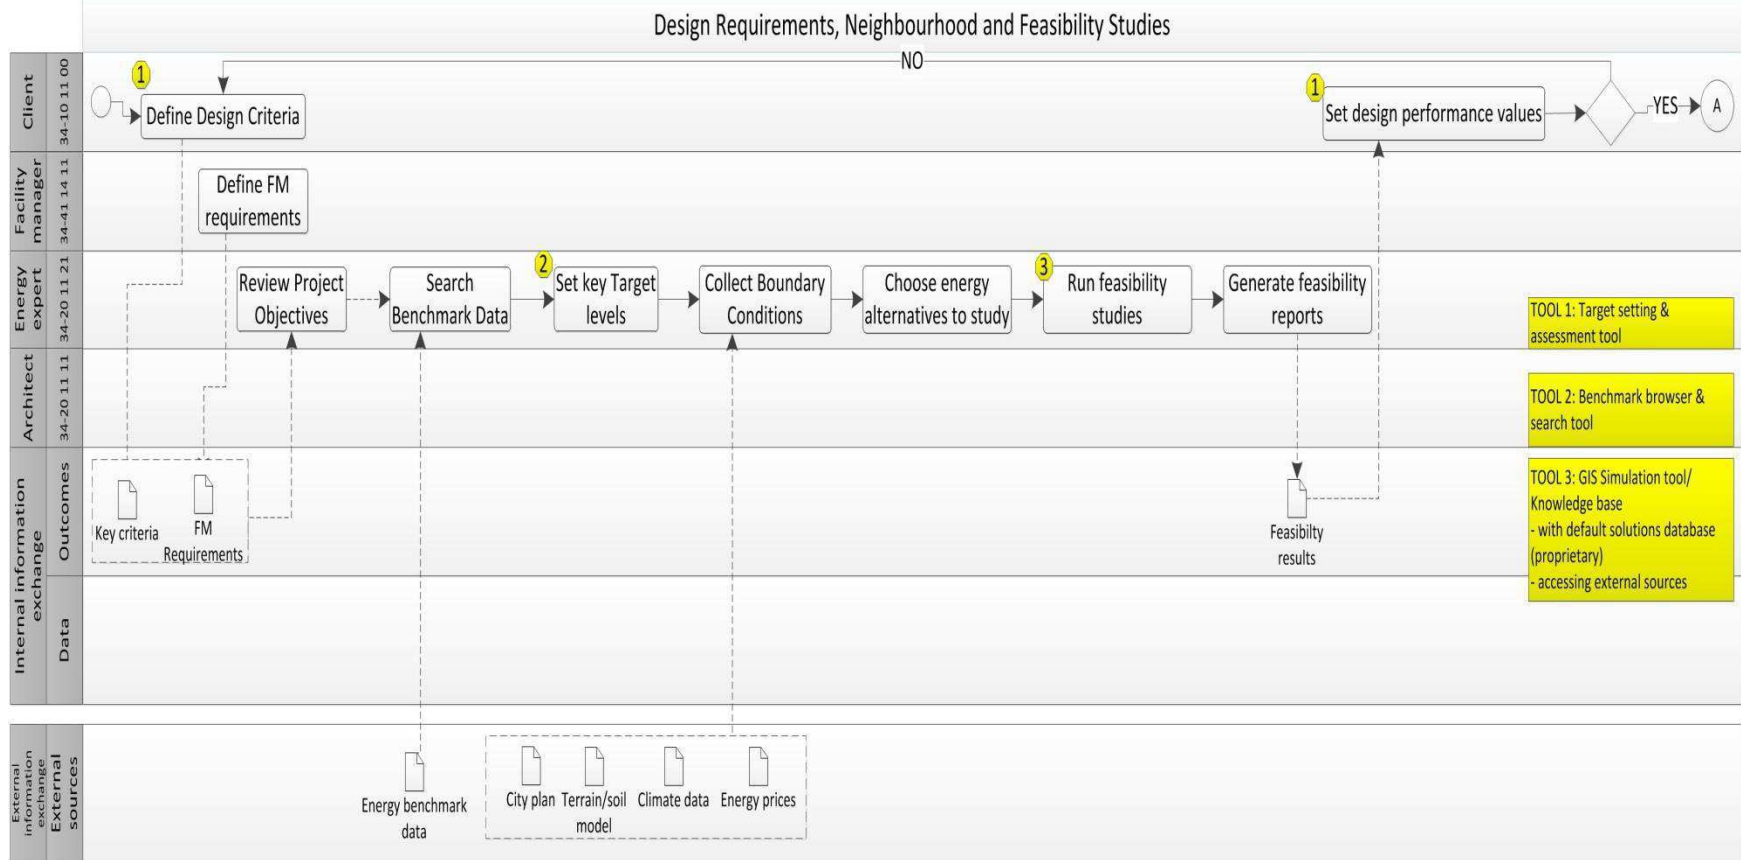 Design Requirements, Neighbourhood and Feasibility Studies
NO
Client
34-10 11 00
1
Define Design Criteria
1
Set design performance values
YES
A
Facility
manager
34-41 14 11
Define FM
requirements
Energy
expert
34-20 11 21
Review Project
Objectives
Search
Benchmark Data
2
Set key Target
levels
Collect Boundary
Conditions
Choose energy
alternatives to study
3
Run feasibility
studies
Generate feasibility
reports
TOOL 1: Target setting &
assessment tool
Architect
34-20 11 11
TOOL 2: Benchmark browser &
search tool
Internal information
exchange
Outcomes
Key criteria
FM
Requirements
Feasibilty
results
TOOL 3: GIS Simulation tool/
Knowledge base
- with default solutions database
(proprietary)
- accessing external sources
Data
External
information
exchange
External
sources
Energy benchmark
data
City plan
Terrain/soil
model
Climate data
Energy prices